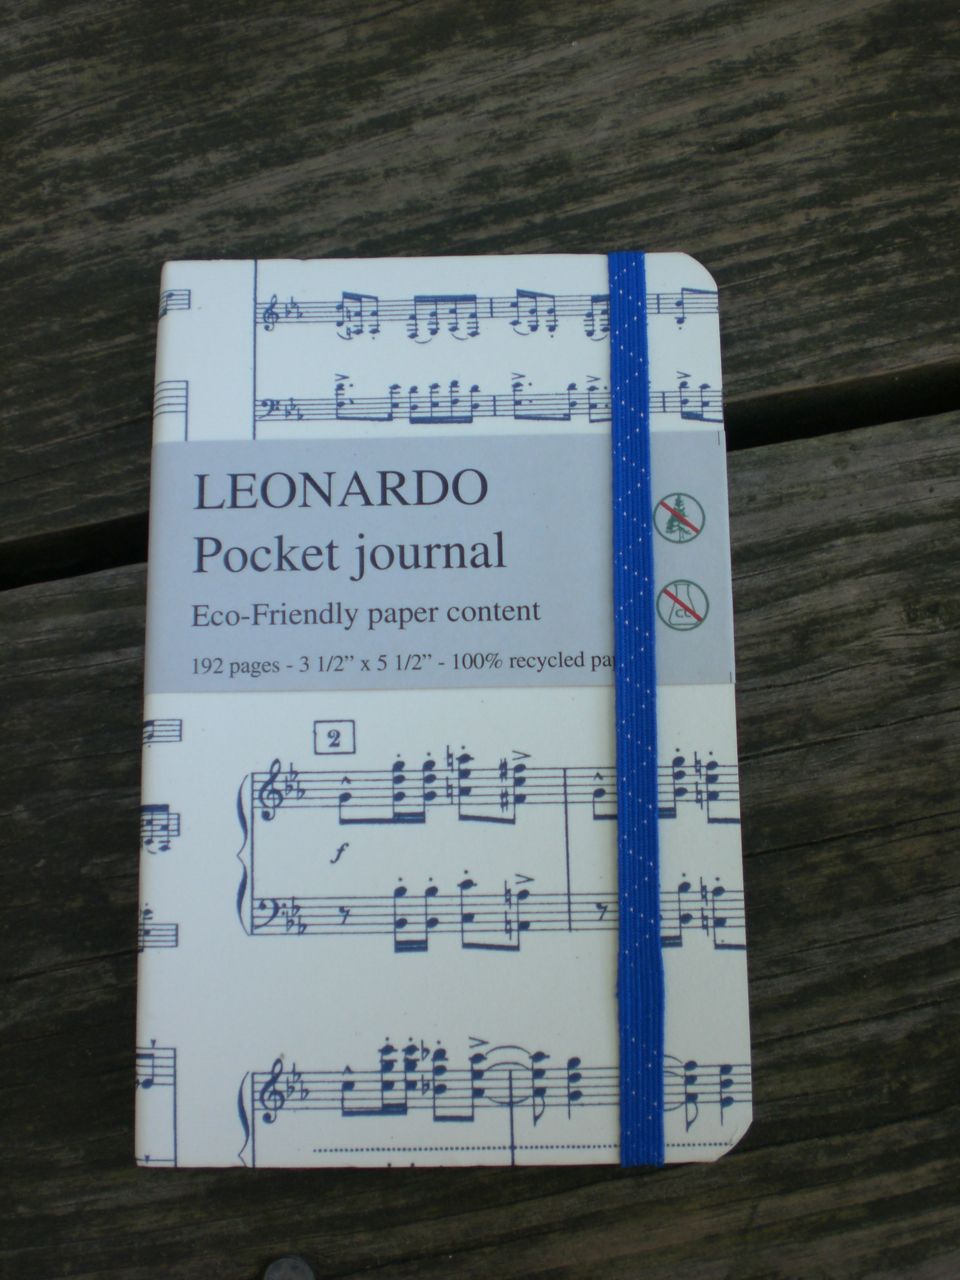 LEONARDO
Pocket journal
Eco-Friendly paper content
192 pages - 3 1/2” x 5 1/2” - 100% recycled pa
2
f